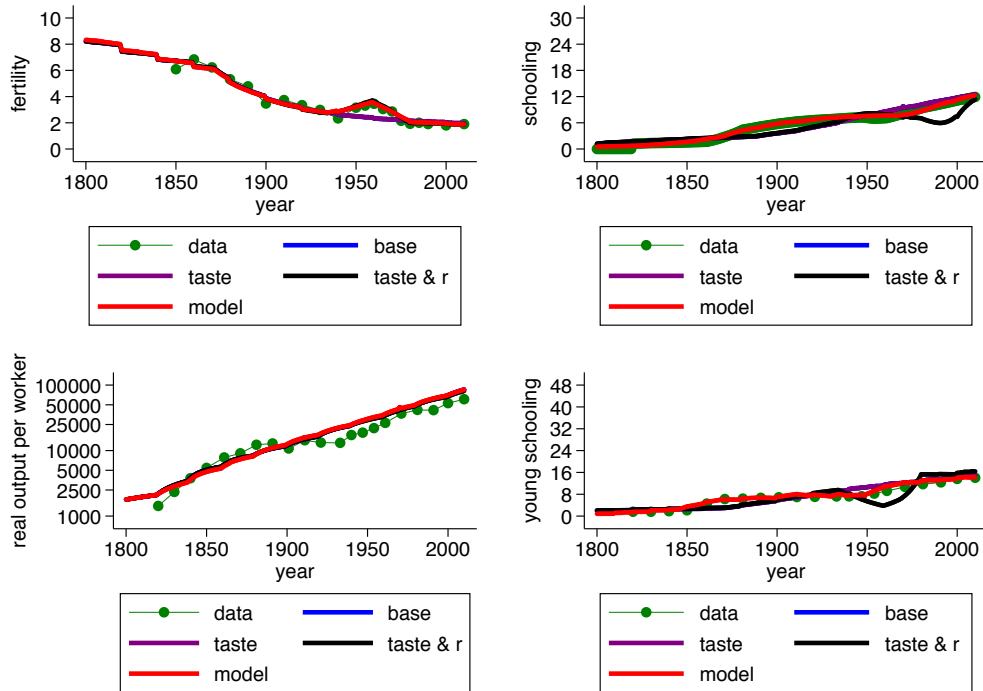 fertility
10
8
6
4
2
0
1800 1850 1900 1950 2000
year
data base
taste taste & r
model
schooling
30
24
18
12
6
0
1800 1850 1900 1950 2000
year
data base
taste taste & r
model
real output per worker
100000
50000
25000
10000
5000
2500
1000
1800 1850 1900 1950 2000
year
data base
taste taste & r
model
young schooling
48
40
32
24
16
8
0
1800 1850 1900 1950 2000
year
data base
taste taste & r
model